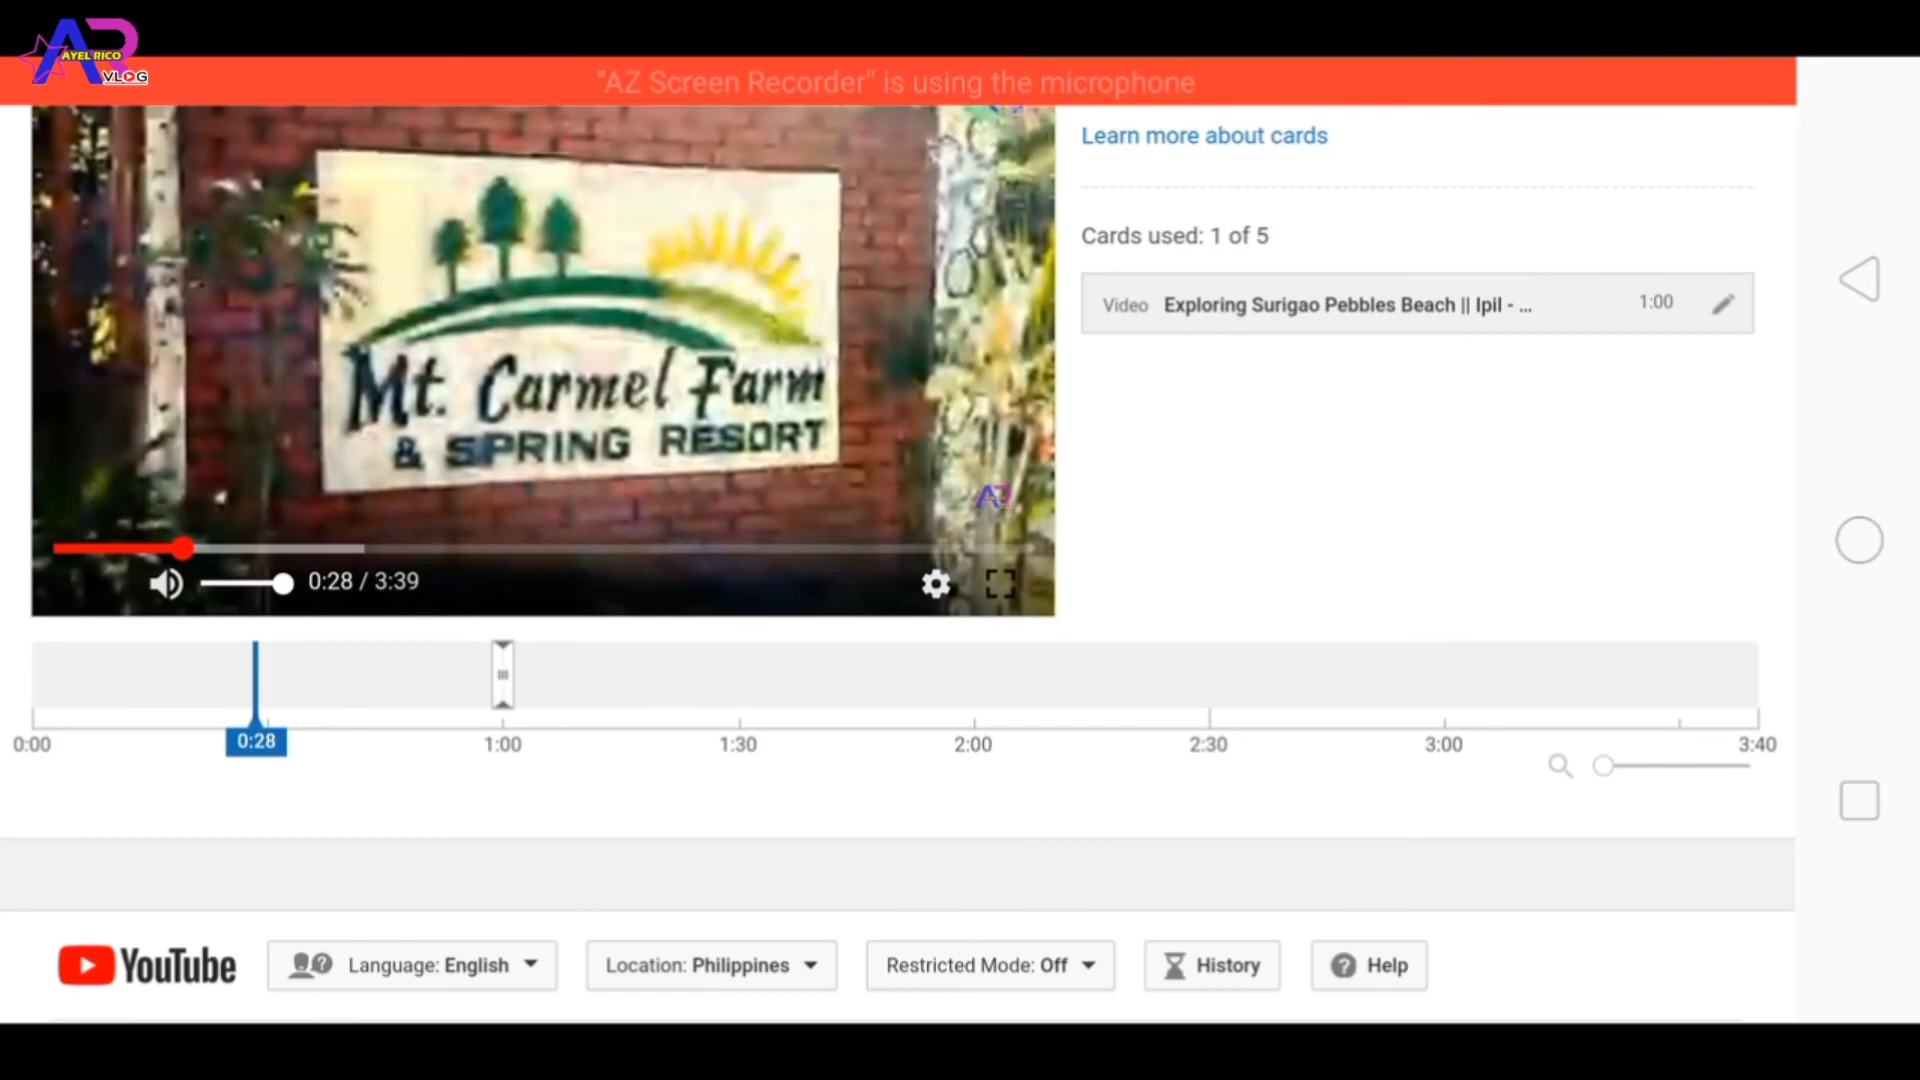 AR
AYEL RICO
VLOG
"AZ Screen Recorder" is using the microphone
Learn more about cards
Cards used: 1 of 5
Video Exploring Surigao Pebbles Beach || Ipil - ... 1:00
Mt. Carmel Farm
& SPRING RESORT
AR
0:28 / 3:39
0:00 0:28 1:00 1:30 2:00 2:30 3:00 3:40
YouTube Language: English Location: Philippines Restricted Mode: Off History Help